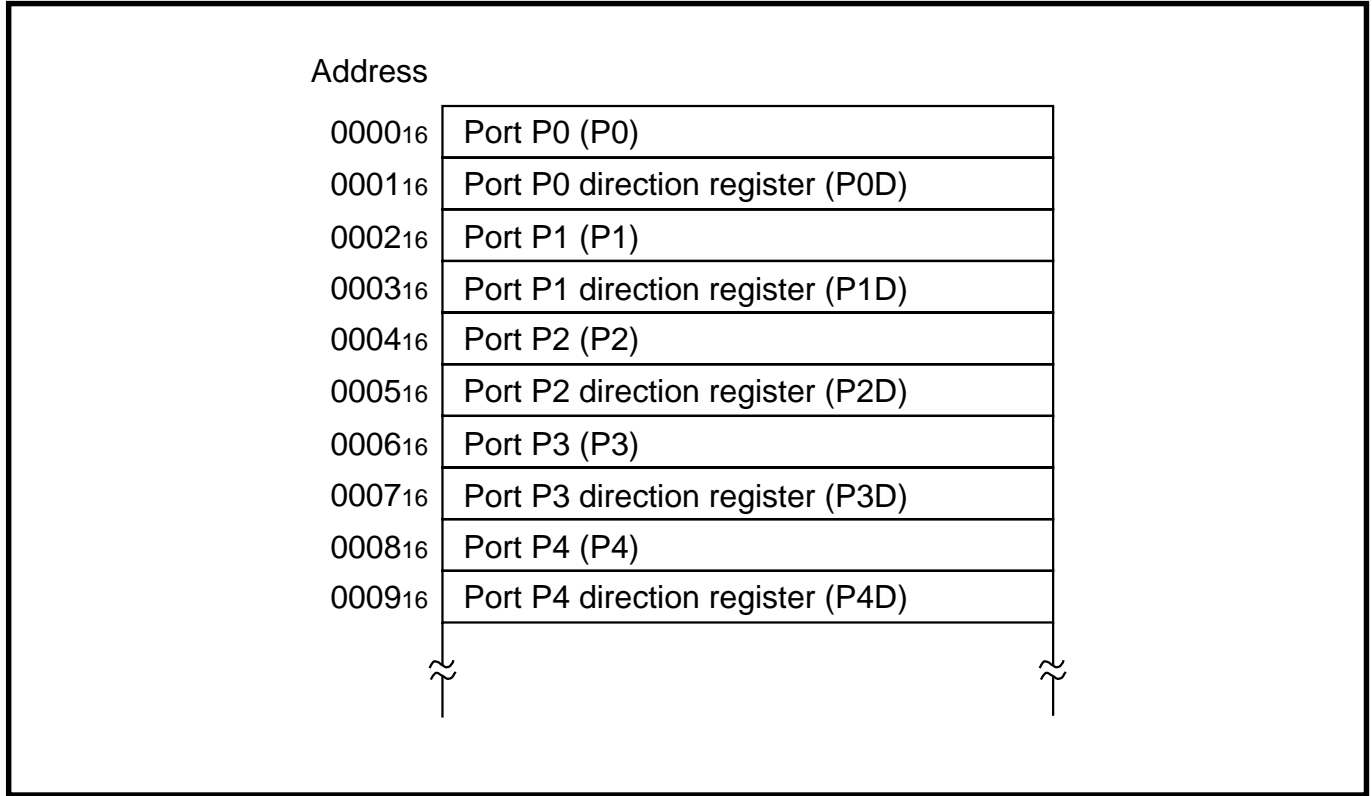 Address
0000₁₆ Port P0 (P0)
0001₁₆ Port P0 direction register (P0D)
0002₁₆ Port P1 (P1)
0003₁₆ Port P1 direction register (P1D)
0004₁₆ Port P2 (P2)
0005₁₆ Port P2 direction register (P2D)
0006₁₆ Port P3 (P3)
0007₁₆ Port P3 direction register (P3D)
0008₁₆ Port P4 (P4)
0009₁₆ Port P4 direction register (P4D)